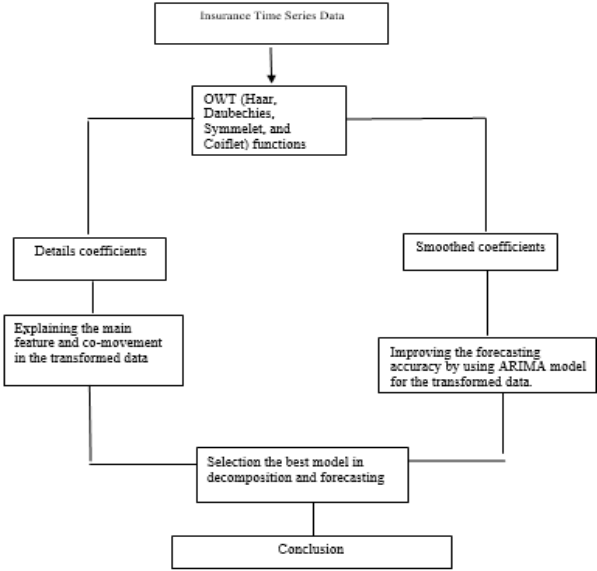 Insurance Time Series Data
OWT (Haar,
Daubechies,
Symmelet, and
Coiflet) functions
Details coefficients
Smoothed coefficients
Explaining the main
feature and co-movement
in the transformed data
Improving the forecasting
accuracy by using ARIMA model
for the transformed data.
Selection the best model in
decomposition and forecasting
Conclusion